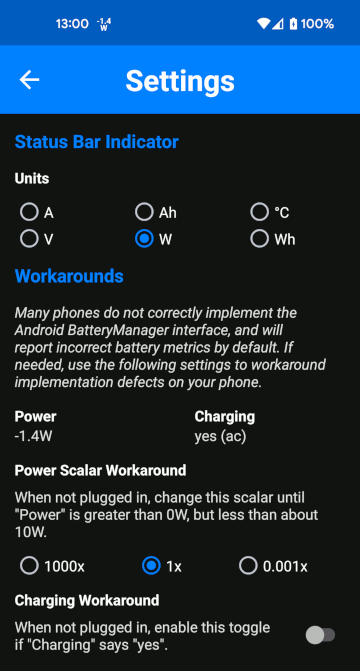 13:00 -1.4 W 100%
Settings
Status Bar Indicator
Units
A Ah °C
V W Wh
Workarounds
Many phones do not correctly implement the
Android BatteryManager interface, and will
report incorrect battery metrics by default. If
needed, use the following settings to workaround
implementation defects on your phone.
Power Charging
-1.4W yes (ac)
Power Scalar Workaround
When not plugged in, change this scalar until
"Power" is greater than 0W, but less than about
10W.
1000x 1x 0.001x
Charging Workaround
When not plugged in, enable this toggle
if "Charging" says "yes".